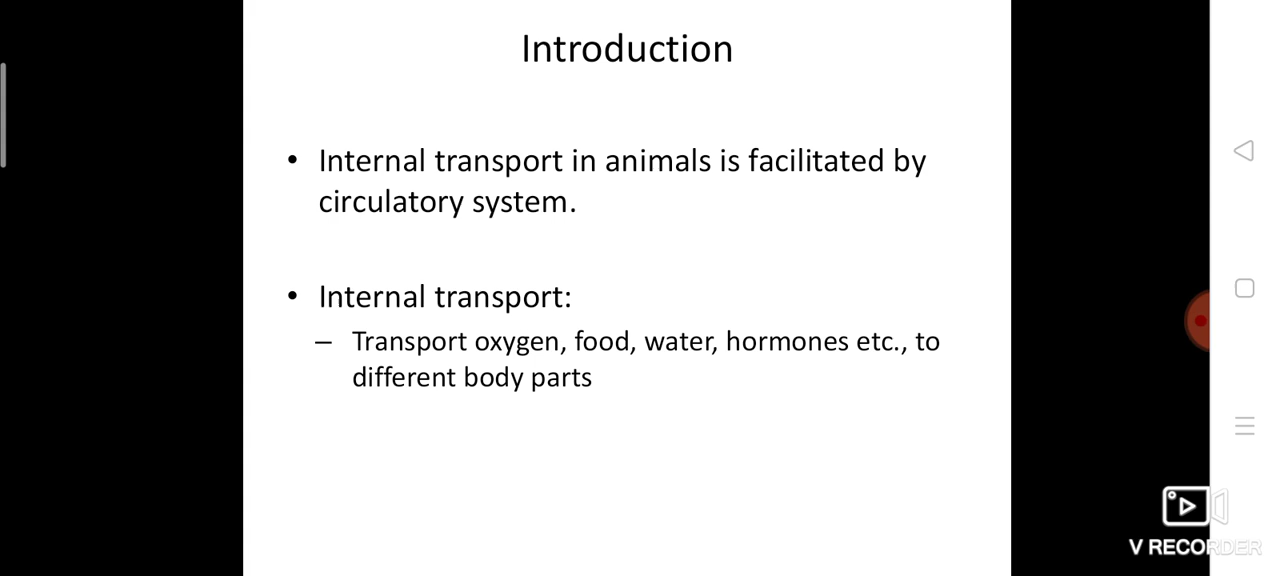 Introduction
• Internal transport in animals is facilitated by
circulatory system.
• Internal transport:
– Transport oxygen, food, water, hormones etc., to
different body parts
V RECORDER